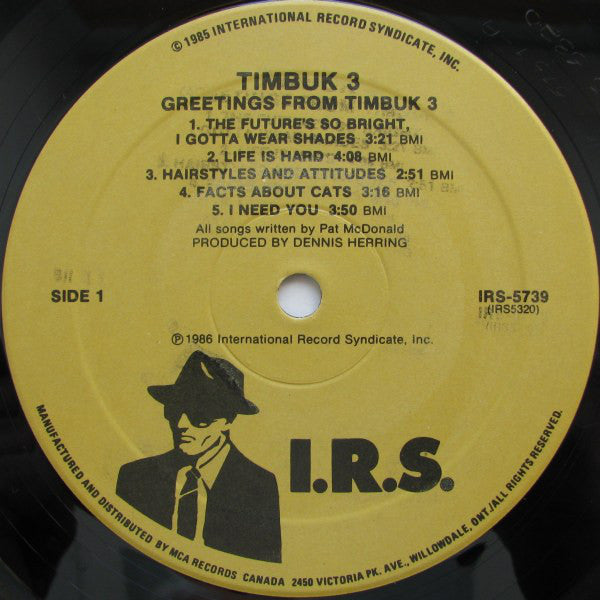 © 1985 INTERNATIONAL RECORD SYNDICATE, INC.
TIMBUK 3
GREETINGS FROM TIMBUK 3
1. THE FUTURE'S SO BRIGHT,
I GOTTA WEAR SHADES 3:21 BMI
2. LIFE IS HARD 4:08 BMI
3. HAIRSTYLES AND ATTITUDES 2:51 BMI
4. FACTS ABOUT CATS 3:16 BMI
5. I NEED YOU 3:50 BMI
All songs written by Pat McDonald
PRODUCED BY DENNIS HERRING
SIDE 1
IRS-5739
(IRS5320)
℗ 1986 International Record Syndicate, Inc.
I.R.S.
MANUFACTURED AND DISTRIBUTED BY MCA RECORDS CANADA 2450 VICTORIA PK. AVE., WILLOWDALE, ONT./ALL RIGHTS RESERVED.